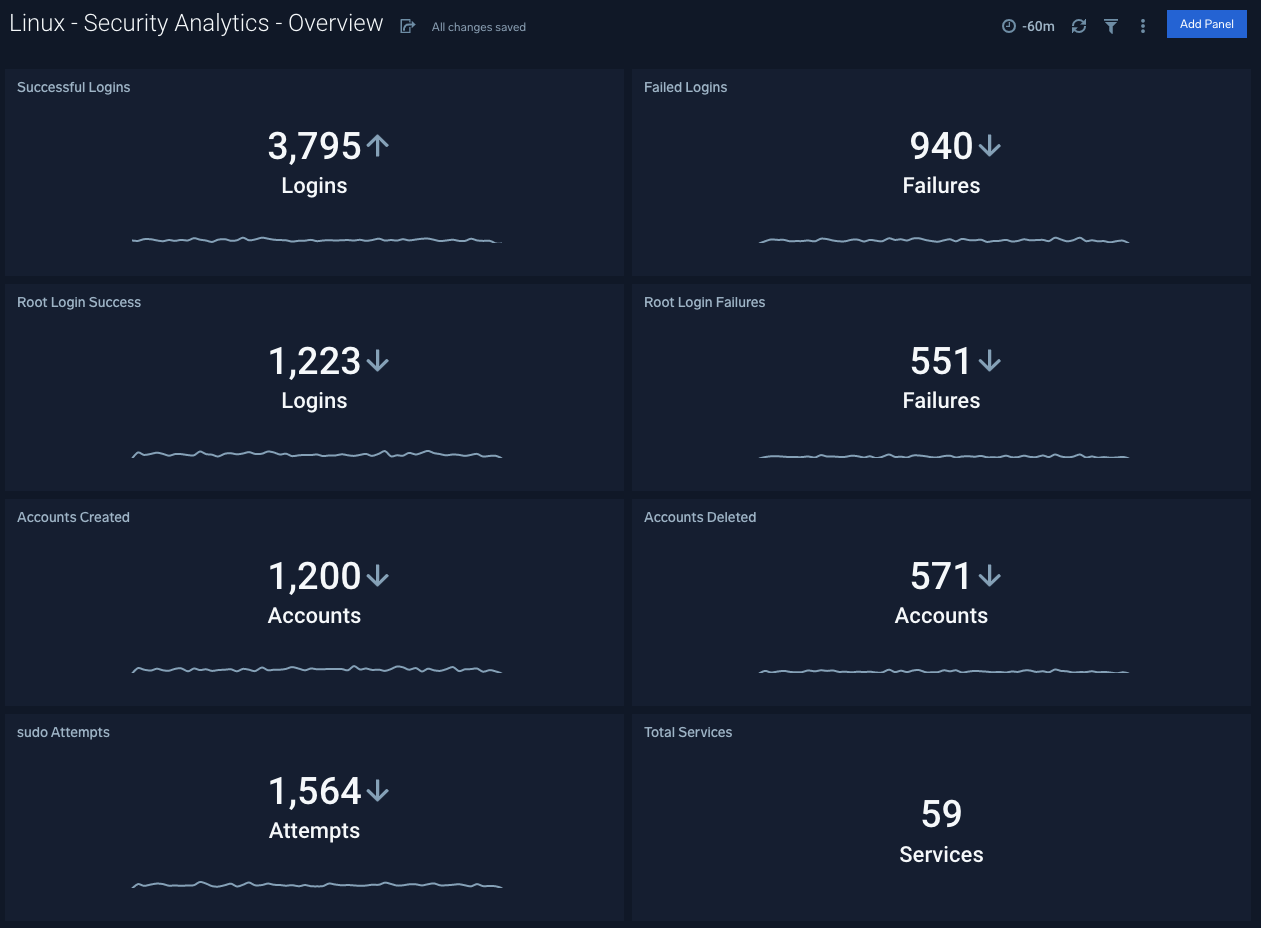 Linux - Security Analytics - Overview
All changes saved
-60m
Add Panel
Successful Logins
3,795
Logins
Failed Logins
940
Failures
Root Login Success
1,223
Logins
Root Login Failures
551
Failures
Accounts Created
1,200
Accounts
Accounts Deleted
571
Accounts
sudo Attempts
1,564
Attempts
Total Services
59
Services